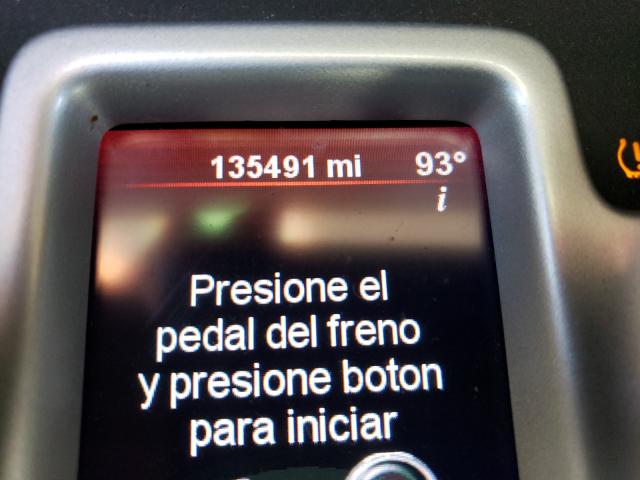 135491 mi 93°
i
Presione el
pedal del freno
y presione boton
para iniciar